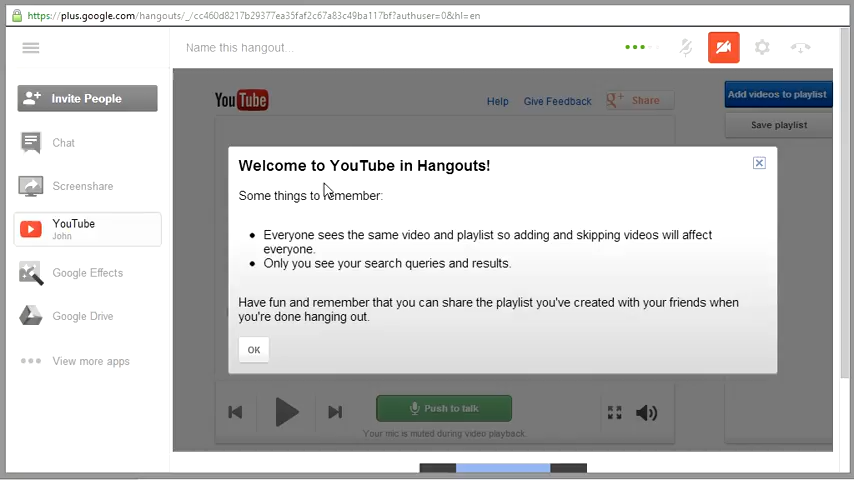 https://plus.google.com/hangouts/_/cc460d8217b29377ea35faf2c67a83c49ba117bf?authuser=0&hl=en
Name this hangout...
Invite People
Chat
Screenshare
YouTube
John
Google Effects
Google Drive
View more apps
YouTube
Help
Give Feedback
g+ Share
Add videos to playlist
Save playlist
Welcome to YouTube in Hangouts!
Some things to remember:
• Everyone sees the same video and playlist so adding and skipping videos will affect
everyone.
• Only you see your search queries and results.
Have fun and remember that you can share the playlist you've created with your friends when
you're done hanging out.
OK
Push to talk
Your mic is muted during video playback.